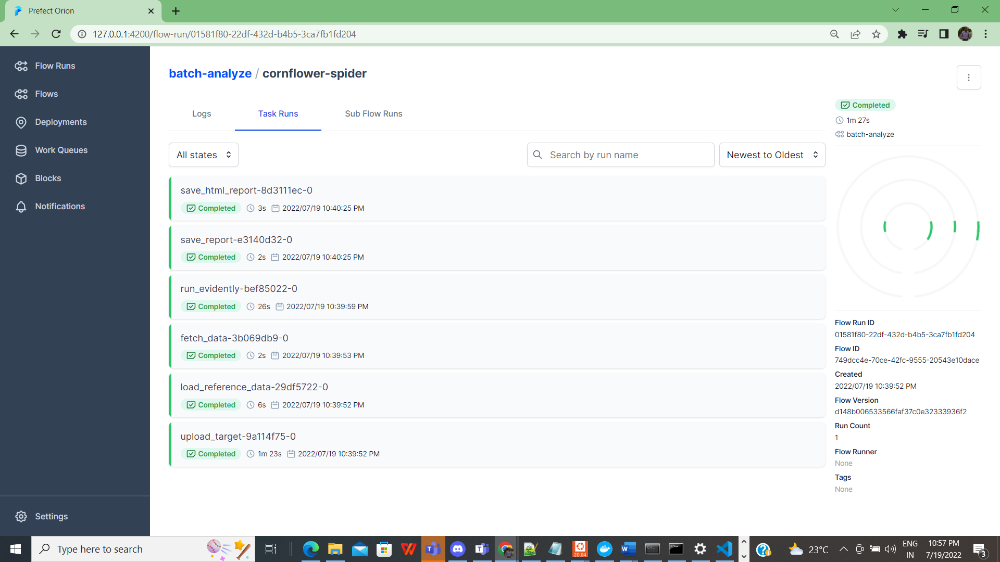 Prefect Orion
127.0.0.1:4200/flow-run/01581f80-22df-432d-b4b5-3ca7fb1fd204
Flow Runs
Flows
Deployments
Work Queues
Blocks
Notifications
Settings
batch-analyze / cornflower-spider
Logs
Task Runs
Sub Flow Runs
All states
Search by run name
Newest to Oldest
save_html_report-8d3111ec-0
Completed 3s 2022/07/19 10:40:25 PM
save_report-e3140d32-0
Completed 2s 2022/07/19 10:40:25 PM
run_evidently-bef85022-0
Completed 26s 2022/07/19 10:39:59 PM
fetch_data-3b069db9-0
Completed 2s 2022/07/19 10:39:53 PM
load_reference_data-29df5722-0
Completed 6s 2022/07/19 10:39:52 PM
upload_target-9a114f75-0
Completed 1m 23s 2022/07/19 10:39:52 PM
Completed
1m 27s
batch-analyze
Flow Run ID
01581f80-22df-432d-b4b5-3ca7fb1fd204
Flow ID
749dcc4e-70ce-42fc-9555-20543e10dace
Created
2022/07/19 10:39:52 PM
Flow Version
d148b006533566faf37c0e32333936f2
Run Count
1
Flow Runner
None
Tags
None
Type here to search
20.04
23°C
ENG
IN
10:57 PM
7/19/2022
3